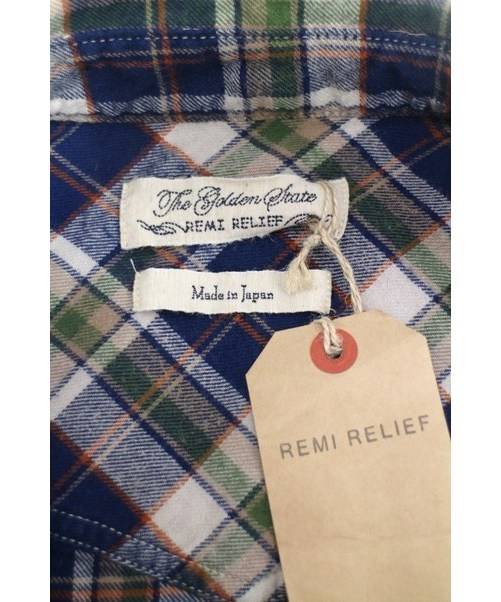 The Golden State
REMI RELIEF
Made in Japan
REMI RELIEF